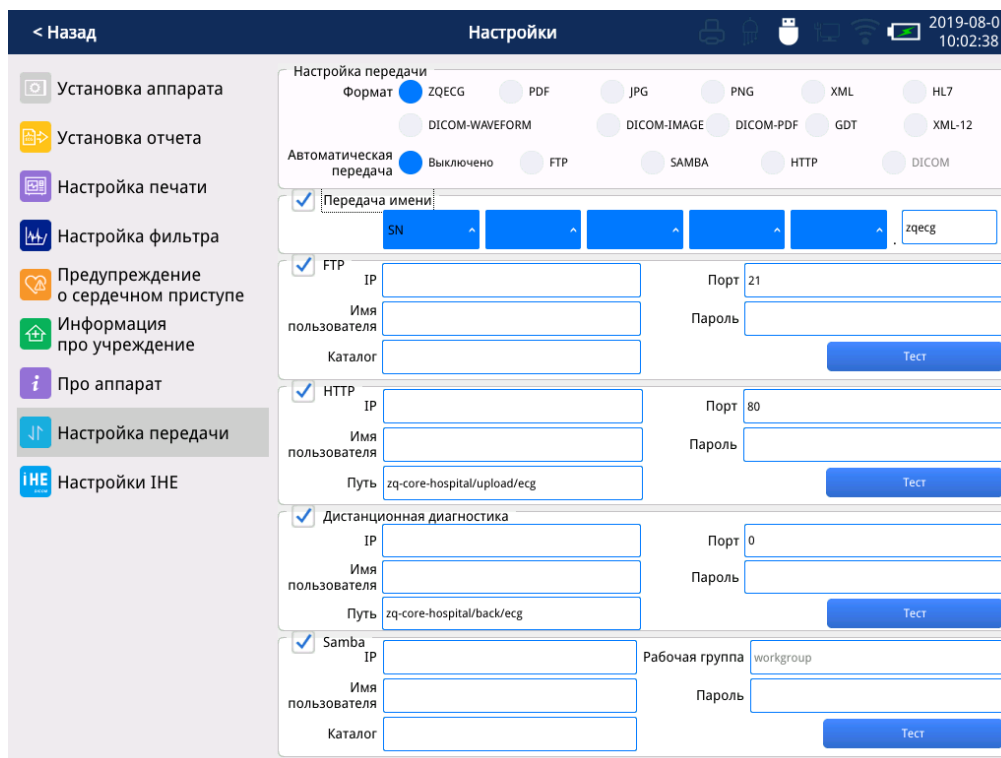 < Назад
Настройки
2019-08-0
10:02:38
Установка аппарата
Установка отчета
Настройка печати
Настройка фильтра
Предупреждение
о сердечном приступе
Информация
про учреждение
Про аппарат
Настройка передачи
iHE
Настройки IHE
Настройка передачи
Формат ZQECG PDF JPG PNG XML HL7
DICOM-WAVEFORM DICOM-IMAGE DICOM-PDF GDT XML-12
Автоматическая
передача
Выключено FTP SAMBA HTTP DICOM
Передача имени
SN . zqecg
FTP
IP Порт 21
Имя
пользователя
Пароль
Каталог Тест
HTTP
IP Порт 80
Имя
пользователя
Пароль
Путь zq-core-hospital/upload/ecg Тест
Дистанционная диагностика
IP Порт 0
Имя
пользователя
Пароль
Путь zq-core-hospital/back/ecg Тест
Samba
IP Рабочая группа workgroup
Имя
пользователя
Пароль
Каталог Тест